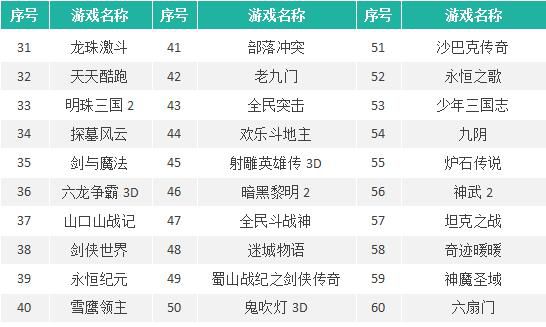 序号 游戏名称 序号 游戏名称 序号 游戏名称
31 龙珠激斗 41 部落冲突 51 沙巴克传奇
32 天天酷跑 42 老九门 52 永恒之歌
33 明珠三国 2 43 全民突击 53 少年三国志
34 探墓风云 44 欢乐斗地主 54 九阴
35 剑与魔法 45 射雕英雄传 3D 55 炉石传说
36 六龙争霸 3D 46 暗黑黎明 2 56 神武 2
37 山口山战记 47 全民斗战神 57 坦克之战
38 剑侠世界 48 迷城物语 58 奇迹暖暖
39 永恒纪元 49 蜀山战纪之剑侠传奇 59 神魔圣域
40 雪鹰领主 50 鬼吹灯 3D 60 六扇门